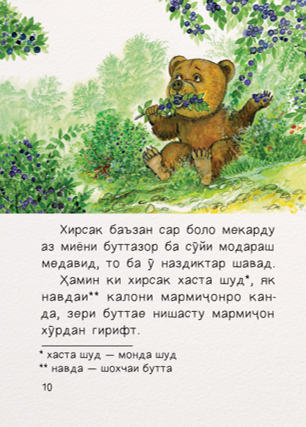 Хирсак баъзан сар боло мекарду
аз миёни буттазор ба сӯйи модараш
медавид, то ба ӯ наздиктар шавад.
Ҳамин ки хирсак хаста шуд*, як
навдаи** калони мармиҷонро кан-
да, зери буттае нишасту мармиҷон
хӯрдан гирифт.
* хаста шуд — монда шуд
** навда — шохчаи бутта
10